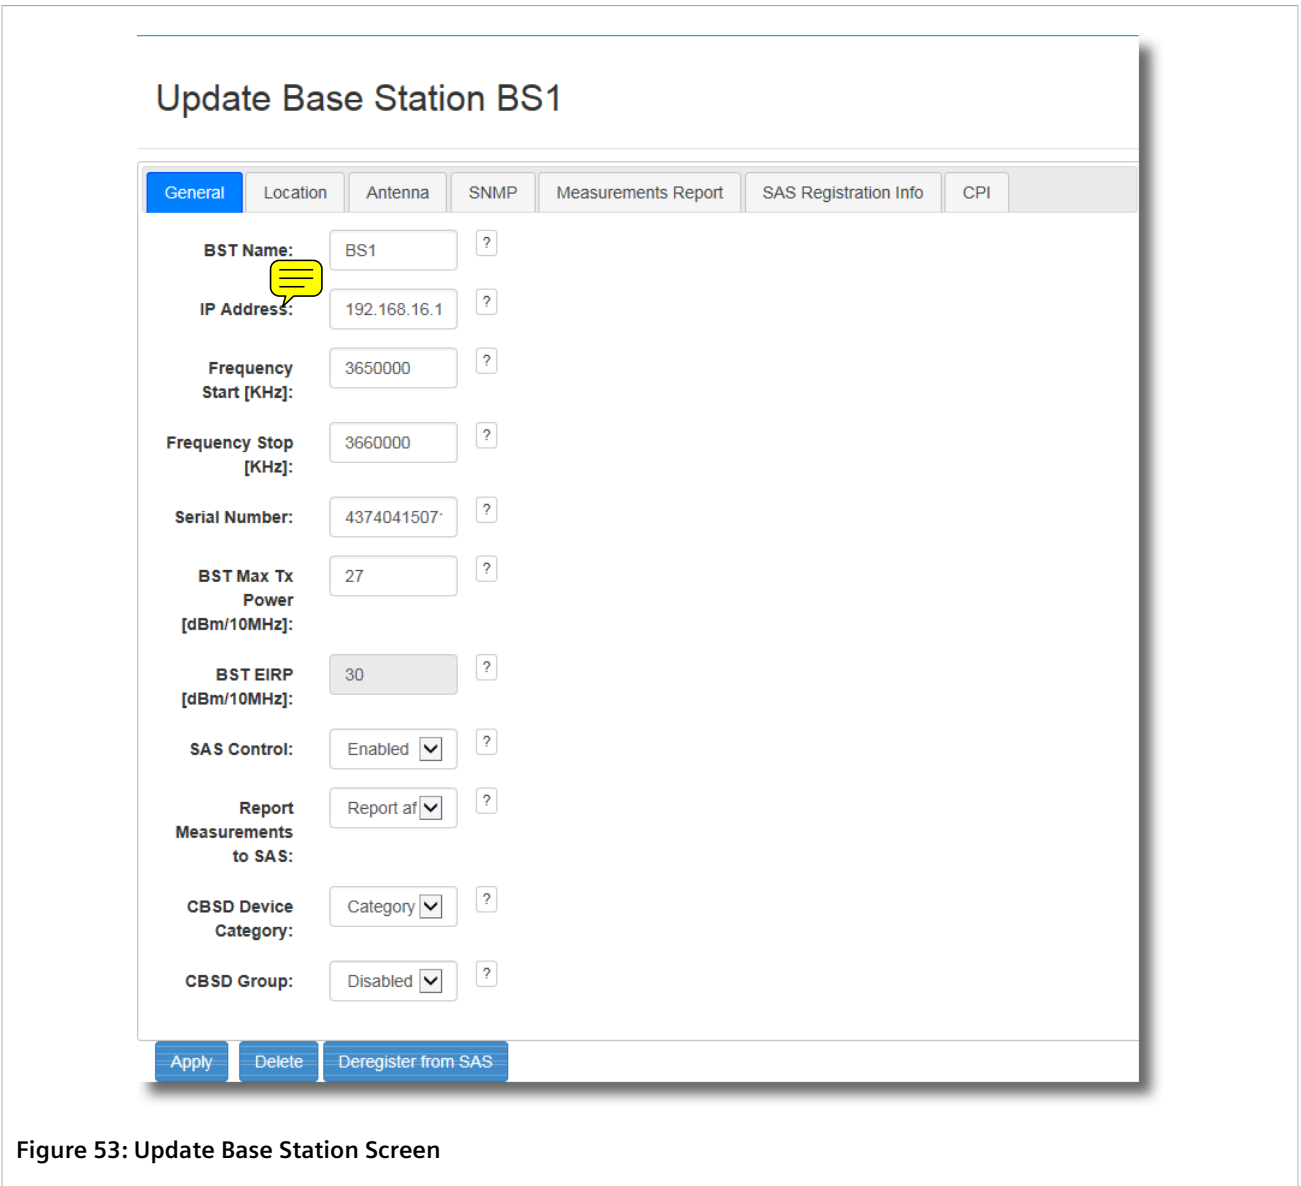 Update Base Station BS1
General Location Antenna SNMP Measurements Report SAS Registration Info CPI
BST Name: BS1 ?
IP Address: 192.168.16.1 ?
Frequency 3650000 ?
Start [KHz]:
Frequency Stop 3660000 ?
[KHz]:
Serial Number: 4374041507 ?
BST Max Tx 27 ?
Power
[dBm/10MHz]:
BST EIRP 30 ?
[dBm/10MHz]:
SAS Control: Enabled ?
Report Report af ?
Measurements
to SAS:
CBSD Device Category ?
Category:
CBSD Group: Disabled ?
Apply Delete Deregister from SAS
Figure 53: Update Base Station Screen